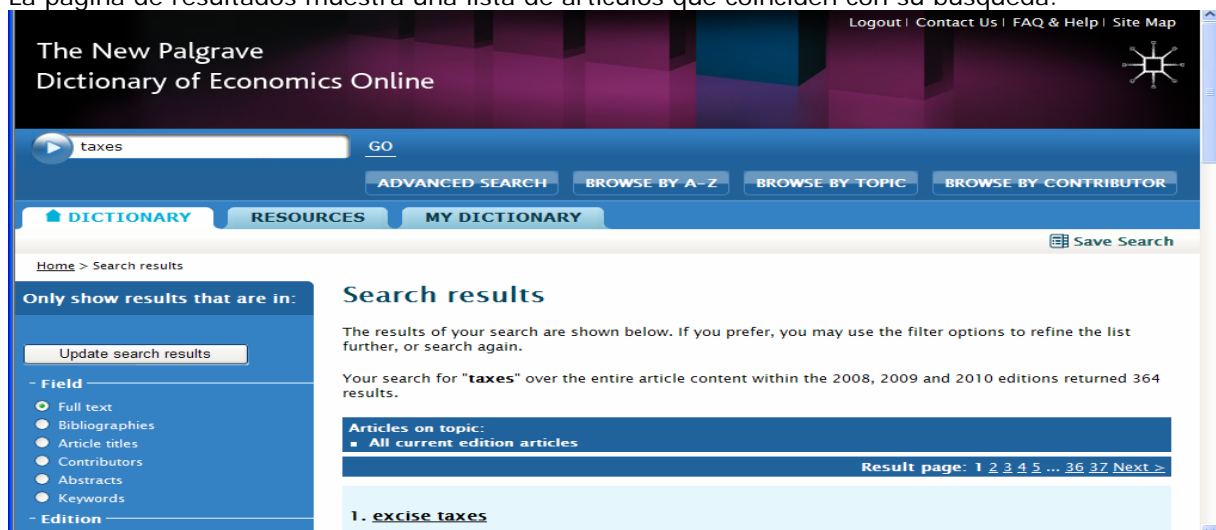 La página de resultados muestra una lista de artículos que coinciden con su búsqueda.
Logout | Contact Us | FAQ & Help | Site Map
The New Palgrave
Dictionary of Economics Online
taxes
GO
ADVANCED SEARCH BROWSE BY A-Z BROWSE BY TOPIC BROWSE BY CONTRIBUTOR
DICTIONARY RESOURCES MY DICTIONARY
Save Search
Home > Search results
Only show results that are in:
Update search results
- Field
Full text
Bibliographies
Article titles
Contributors
Abstracts
Keywords
- Edition
Search results
The results of your search are shown below. If you prefer, you may use the filter options to refine the list
further, or search again.
Your search for "taxes" over the entire article content within the 2008, 2009 and 2010 editions returned 364
results.
Articles on topic:
All current edition articles
Result page: 1 2 3 4 5 ... 36 37 Next >
1. excise taxes